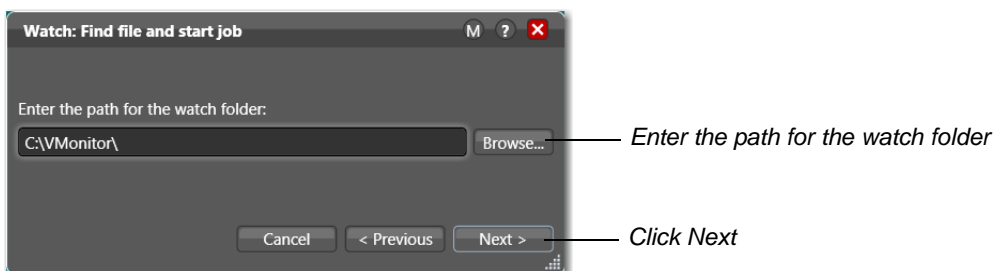 Watch: Find file and start job
M ?
Enter the path for the watch folder:
C:\VMonitor\
Browse... Enter the path for the watch folder
Cancel < Previous Next > Click Next